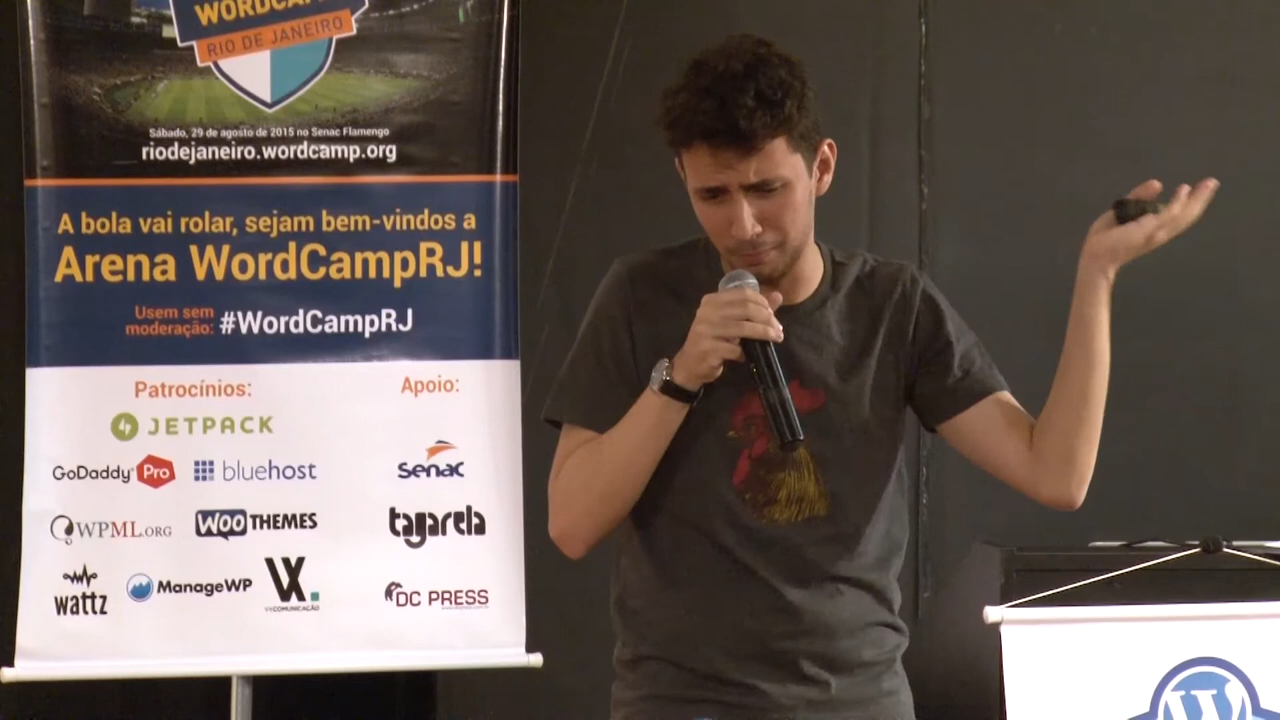 WORDCAMP
RIO DE JANEIRO
Sábado, 29 de agosto de 2015 no Senac Flamengo
riodejaneiro.wordcamp.org
A bola vai rolar, sejam bem-vindos a
Arena WordCampRJ!
Usem sem
moderação: #WordCampRJ
Patrocínios:
Apoio:
JETPACK
GoDaddy Pro
bluehost
Senac
WPML.ORG
WOO THEMES
tagarela
wattz
ManageWP
VX.
VXCOMUNICAÇÃO
DC PRESS
W